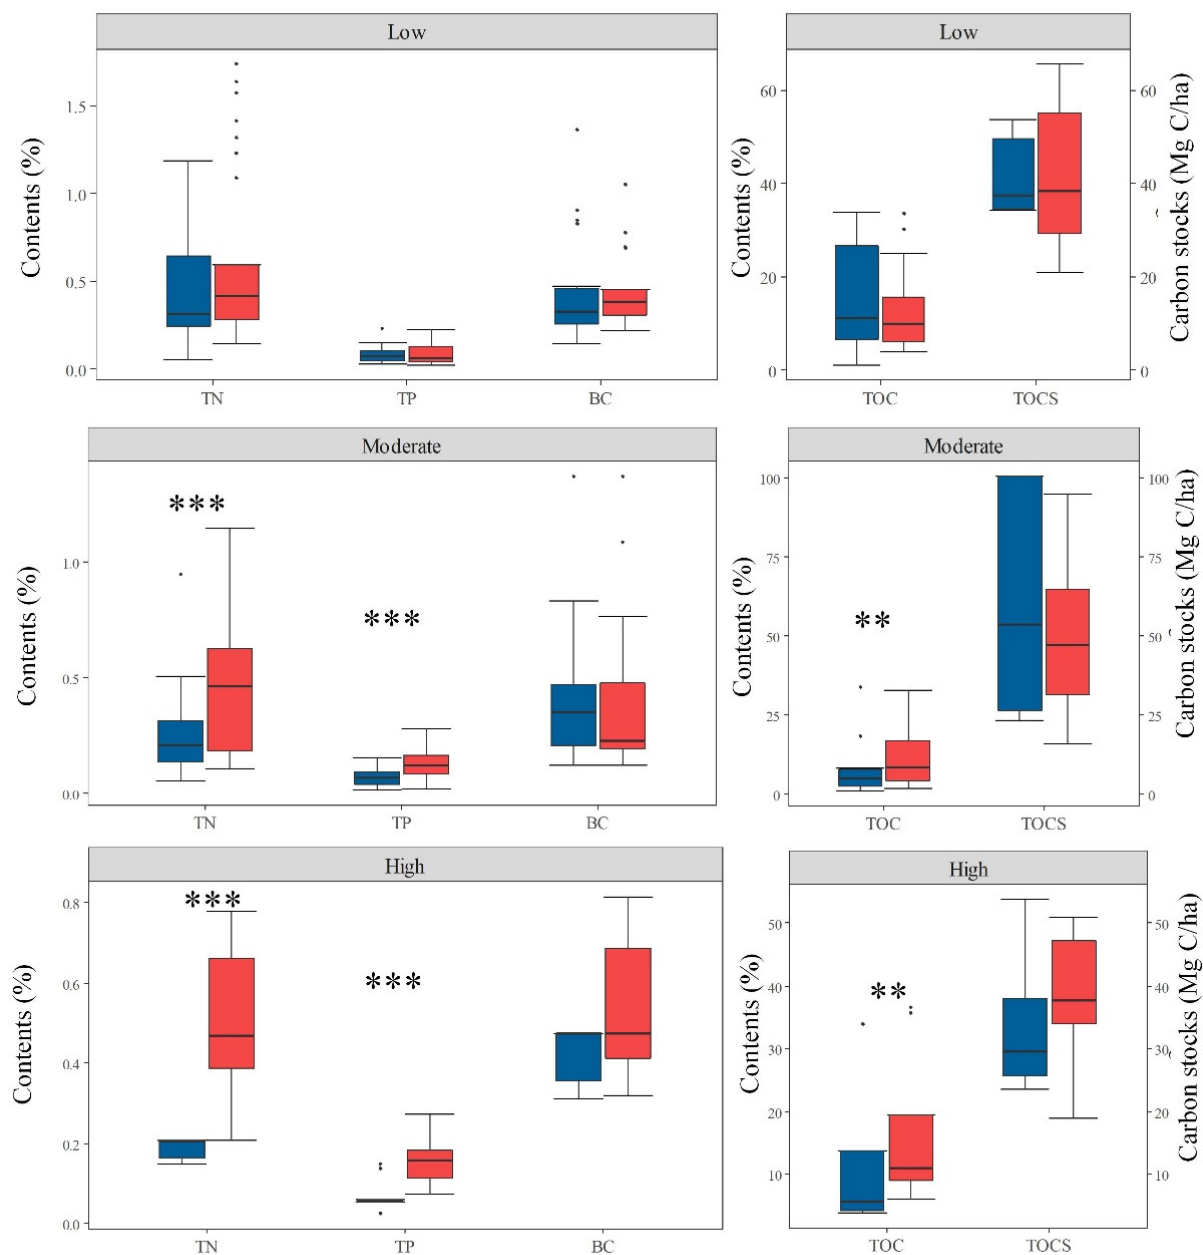 Low
Contents (%)
1.5
1.0
0.5
0.0
TN TP BC
Low
Contents (%)
60
40
20
0
60
40
20
0
Carbon stocks (Mg C/ha)
TOC TOCS
Moderate
Contents (%)
1.0
0.5
0.0
***
***
TN TP BC
Moderate
Contents (%)
100
75
50
25
0
**
100
75
50
25
0
Carbon stocks (Mg C/ha)
TOC TOCS
High
Contents (%)
0.8
0.6
0.4
0.2
0.0
***
***
TN TP BC
High
Contents (%)
50
40
30
20
10
**
50
40
30
20
10
Carbon stocks (Mg C/ha)
TOC TOCS